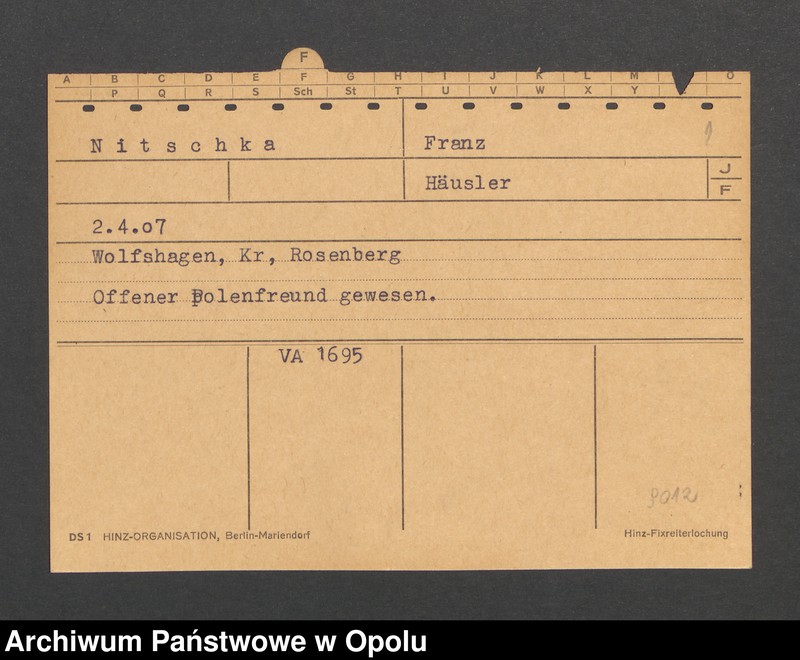 F
A B C D E F G H I J K L M O
P Q R S Sch St T U V W X Y
N i t s c h k a Franz
Häusler J
F
2.4.07
Wolfshagen, Kr, Rosenberg
Offener Polenfreund gewesen.
VA 1695
9012
DS1 HINZ-ORGANISATION, Berlin-Mariendorf Hinz-Fixreiterlochung
Archiwum Państwowe w Opolu